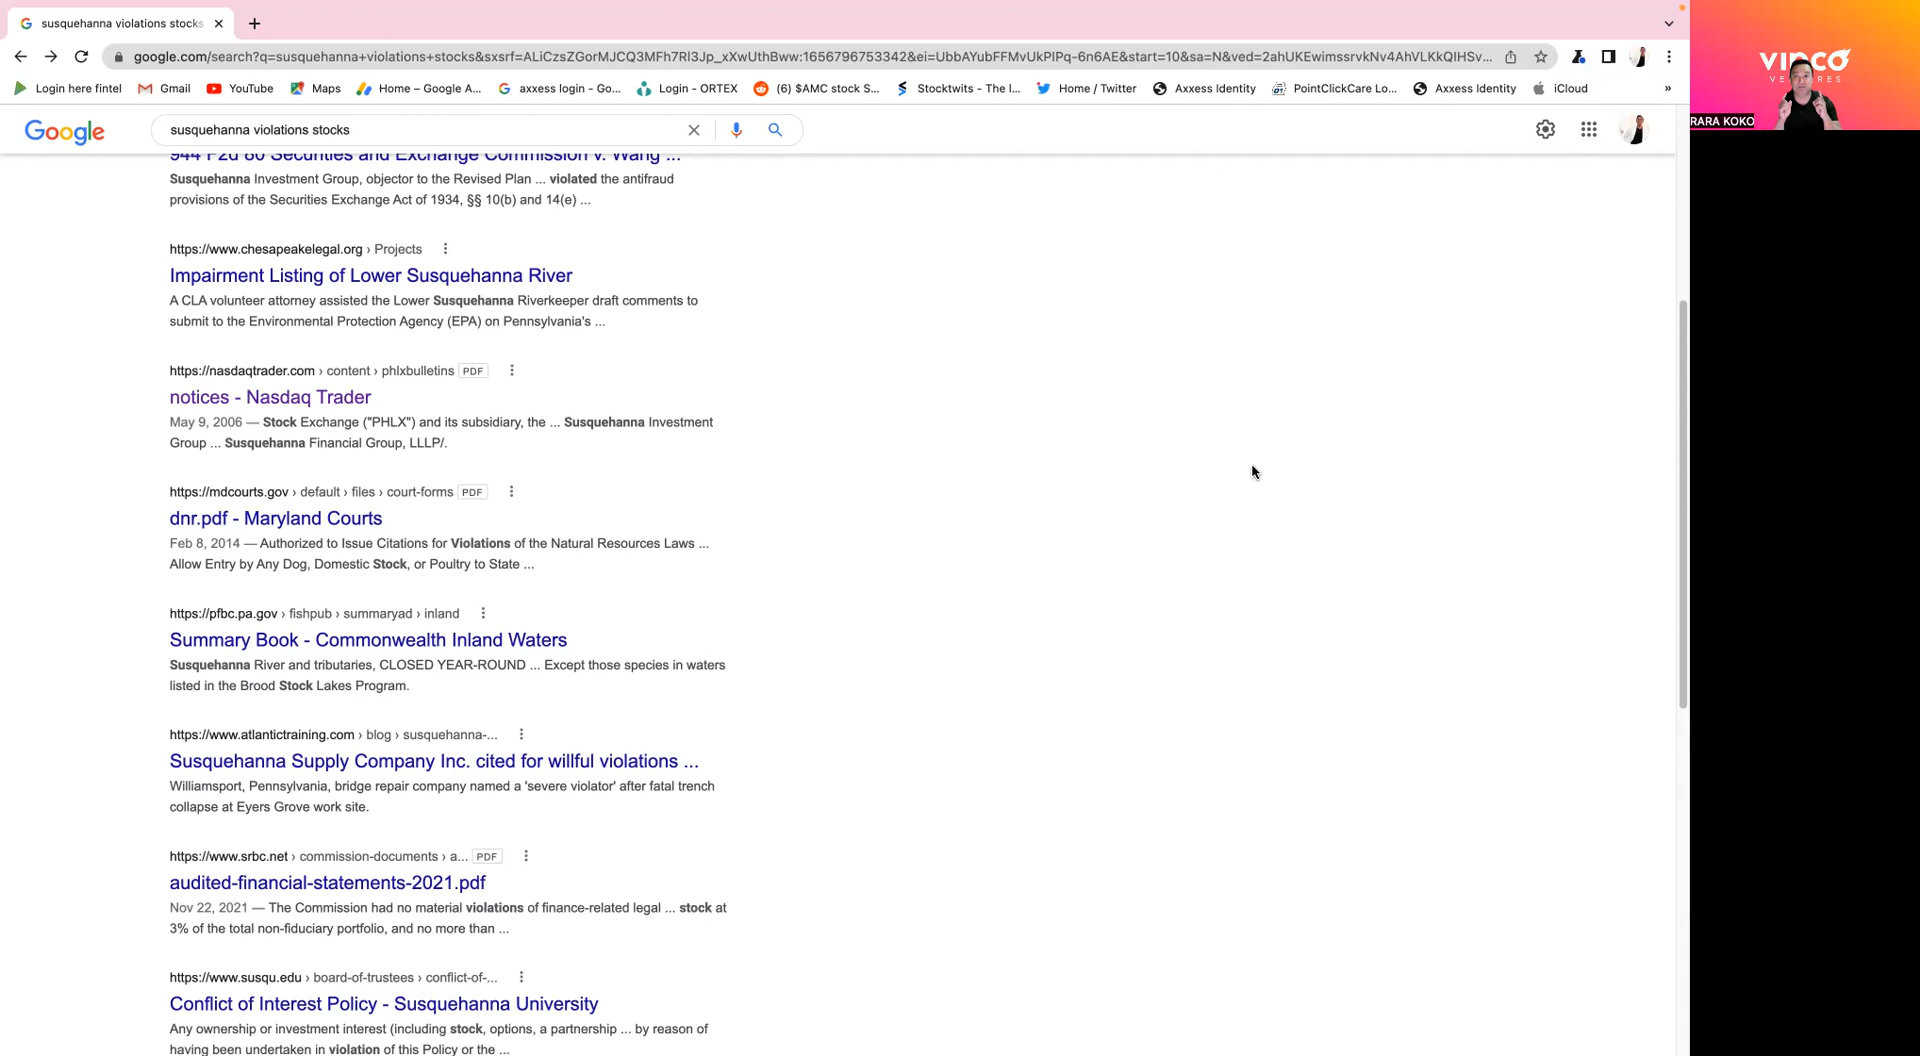 susquehanna violations stocks
google.com/search?q=susquehanna+violations+stocks&sxsrf=ALiCzsZGorMJCQ3MFh7Rl3Jp_xXwUthBww:1656796753342&ei=UbbAYubFFMvUkPIPq-6n6AE&start=10&sa=N&ved=2ahUKEwimssrvkNv4AhVLKkQIHSv...
Login here fintel
Gmail
YouTube
Maps
Home – Google A...
axxess login - Go...
Login - ORTEX
(6) $AMC stock S...
Stocktwits - The l...
Home / Twitter
Axxess Identity
PointClickCare Lo...
Axxess Identity
iCloud
»
VINCO
VENTURES
RARA KOKO
Google
susquehanna violations stocks
944 F2d 80 Securities and Exchange Commission v. Wang ...
Susquehanna Investment Group, objector to the Revised Plan ... violated the antifraud
provisions of the Securities Exchange Act of 1934, §§ 10(b) and 14(e) ...
https://www.chesapeakelegal.org › Projects
Impairment Listing of Lower Susquehanna River
A CLA volunteer attorney assisted the Lower Susquehanna Riverkeeper draft comments to
submit to the Environmental Protection Agency (EPA) on Pennsylvania's ...
https://nasdaqtrader.com › content › phlxbulletins PDF
notices - Nasdaq Trader
May 9, 2006 — Stock Exchange ("PHLX") and its subsidiary, the ... Susquehanna Investment
Group ... Susquehanna Financial Group, LLLP/.
https://mdcourts.gov › default › files › court-forms PDF
dnr.pdf - Maryland Courts
Feb 8, 2014 — Authorized to Issue Citations for Violations of the Natural Resources Laws ...
Allow Entry by Any Dog, Domestic Stock, or Poultry to State ...
https://pfbc.pa.gov › fishpub › summaryad › inland
Summary Book - Commonwealth Inland Waters
Susquehanna River and tributaries, CLOSED YEAR-ROUND ... Except those species in waters
listed in the Brood Stock Lakes Program.
https://www.atlantictraining.com › blog › susquehanna-...
Susquehanna Supply Company Inc. cited for willful violations ...
Williamsport, Pennsylvania, bridge repair company named a 'severe violator' after fatal trench
collapse at Eyers Grove work site.
https://www.srbc.net › commission-documents › a... PDF
audited-financial-statements-2021.pdf
Nov 22, 2021 — The Commission had no material violations of finance-related legal ... stock at
3% of the total non-fiduciary portfolio, and no more than ...
https://www.susqu.edu › board-of-trustees › conflict-of-...
Conflict of Interest Policy - Susquehanna University
Any ownership or investment interest (including stock, options, a partnership ... by reason of
having been undertaken in violation of this Policy or the ...